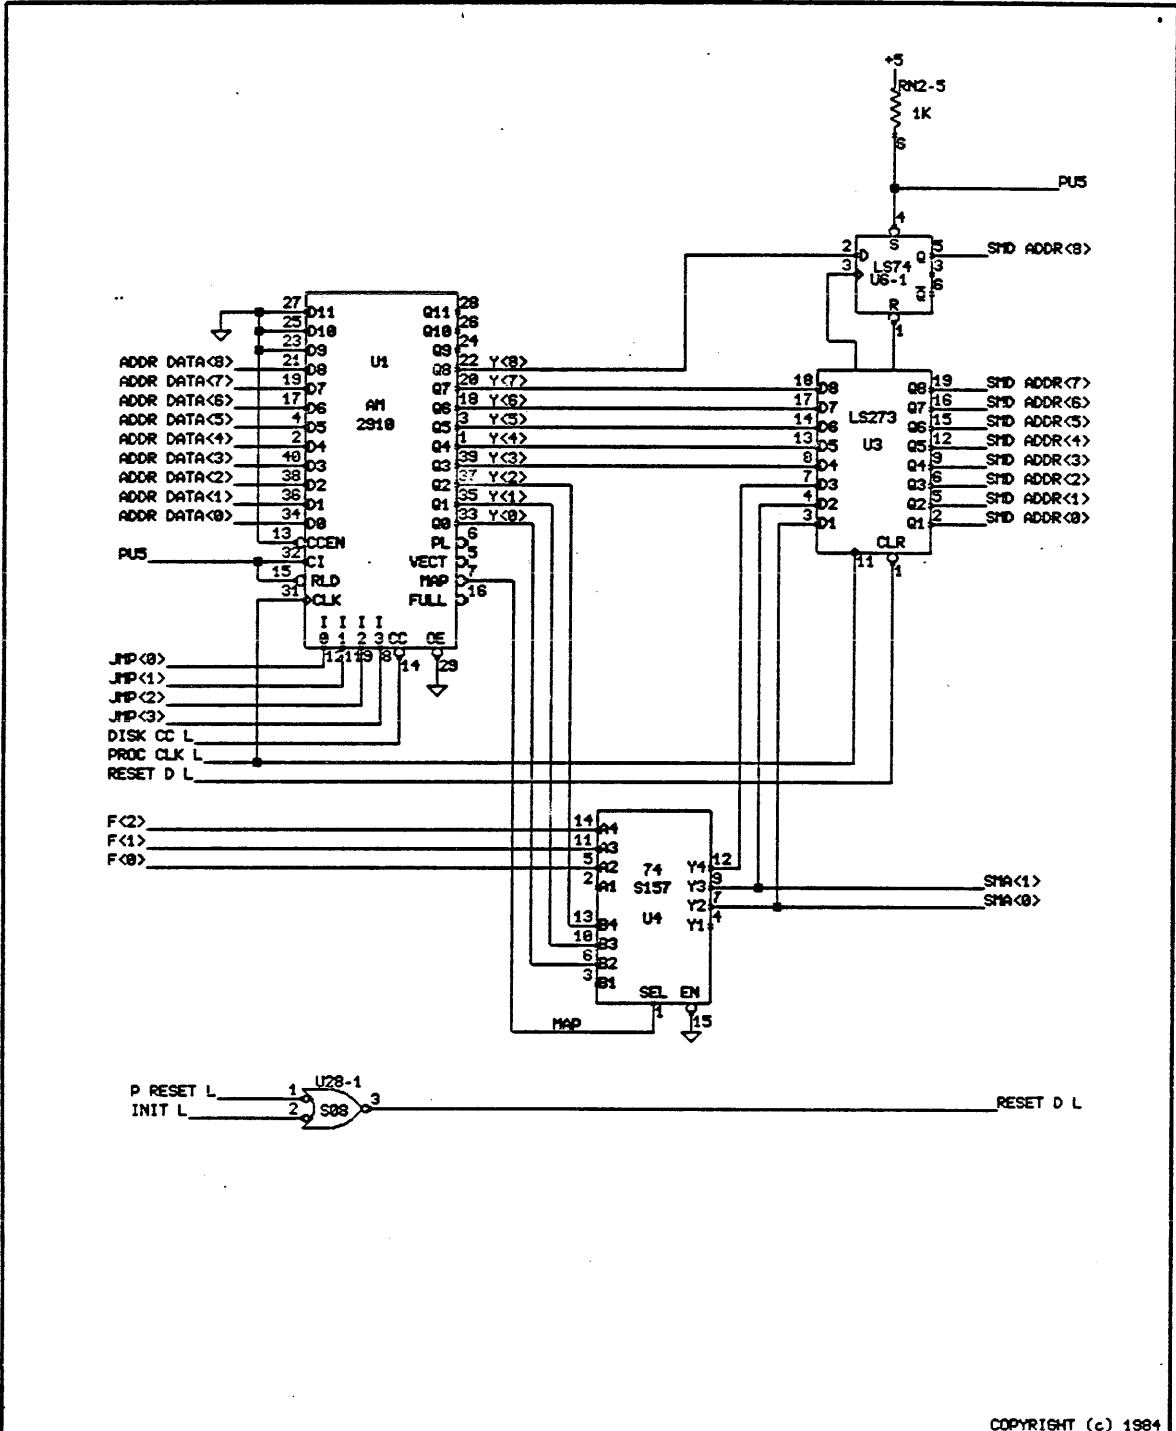 +5
RN2-5
1K
S
PU5
4
2 D S Q 5 SMD ADDR<8>
3 LS74 3
U6-1 Q 6
R
1
27 D11 Q11 28
25 D10 Q10 26
23 D9 U1 Q9 24
ADDR DATA<8> 21 D8 Q8 22 Y<8>
ADDR DATA<7> 19 D7 Q7 20 Y<7> 18 D8 Q8 19 SMD ADDR<7>
ADDR DATA<6> 17 D6 AM Q6 18 Y<6> 17 D7 Q7 16 SMD ADDR<6>
ADDR DATA<5> 4 D5 2910 Q5 3 Y<5> 14 D6 LS273 Q6 15 SMD ADDR<5>
ADDR DATA<4> 2 D4 Q4 1 Y<4> 13 D5 U3 Q5 12 SMD ADDR<4>
ADDR DATA<3> 40 D3 Q3 39 Y<3> 8 D4 Q4 9 SMD ADDR<3>
ADDR DATA<2> 38 D2 Q2 37 Y<2> 7 D3 Q3 6 SMD ADDR<2>
ADDR DATA<1> 36 D1 Q1 35 Y<1> 4 D2 Q2 5 SMD ADDR<1>
ADDR DATA<0> 34 D0 Q0 33 Y<0> 3 D1 Q1 2 SMD ADDR<0>
13 CCEN PL 6 CLR
PU5 32 CI VECT 5 11 1
15 RLD MAP 7
31 CLK FULL 16
I I I I
0 1 2 3 CC OE
12 11 9 8 14 29
JMP<0>
JMP<1>
JMP<2>
JMP<3>
DISK CC L
PROC CLK L
RESET D L
F<2> 14 A4
F<1> 11 A3
F<0> 5 A2 74 Y4 12
2 A1 S157 Y3 9 SMA<1>
Y2 7 SMA<0>
13 B4 U4 Y1 4
10 B3
6 B2
3 B1
SEL EN
1 15
MAP
U28-1
P RESET L 1 S08 3 RESET D L
INIT L 2
COPYRIGHT (c) 1984